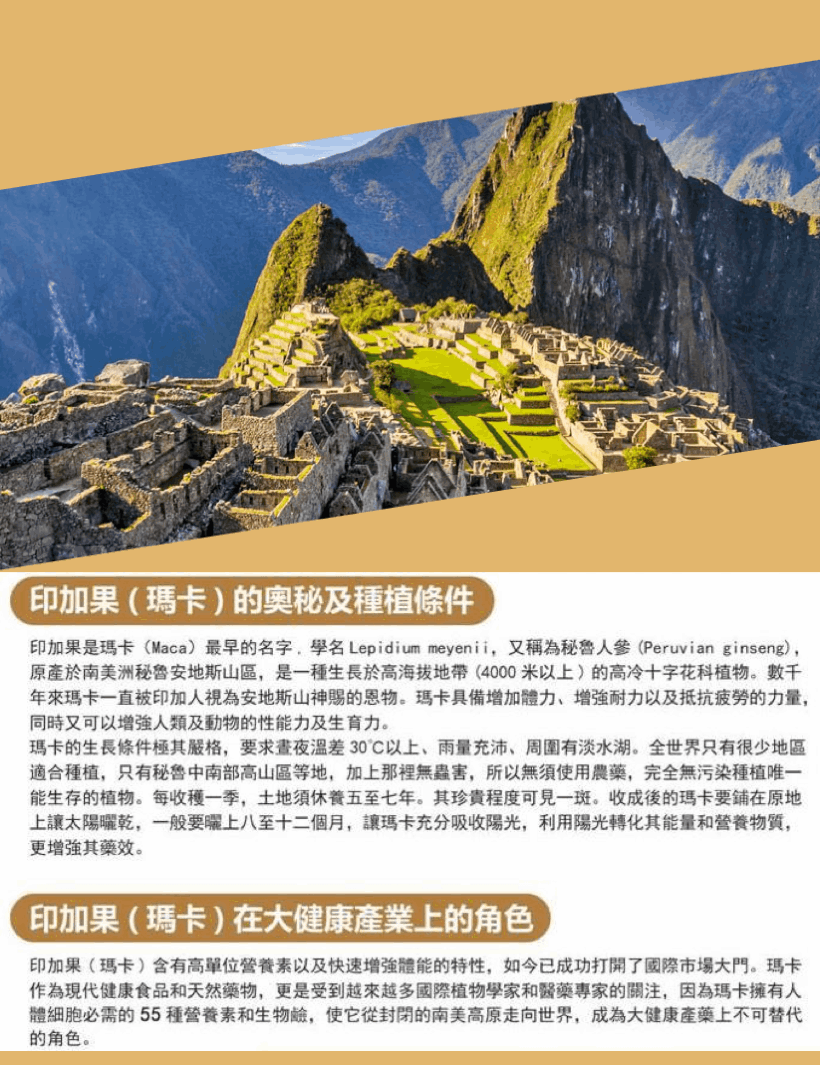 印加果(瑪卡)的奧秘及種植條件
印加果是瑪卡（Maca）最早的名字﹐學名Lepidium meyenii，又稱為秘魯人參 (Peruvian ginseng)，
原產於南美洲秘魯安地斯山區，是一種生長於高海拔地帶 (4000 米以上 ) 的高冷十字花科植物。數千
年來瑪卡一直被印加人視為安地斯山神賜的恩物。瑪卡具備增加體力、增強耐力以及抵抗疲勞的力量，
同時又可以增強人類及動物的性能力及生育力。
瑪卡的生長條件極其嚴格，要求晝夜溫差 30℃以上、雨量充沛、周圍有淡水湖。全世界只有很少地區
適合種植，只有秘魯中南部高山區等地，加上那裡無蟲害，所以無須使用農藥，完全無污染種植唯一
能生存的植物。每收穫一季，土地須休養五至七年。其珍貴程度可見一斑。收成後的瑪卡要鋪在原地
上讓太陽曬乾，一般要曬上八至十二個月，讓瑪卡充分吸收陽光，利用陽光轉化其能量和營養物質，
更增強其藥效。
印加果(瑪卡)在大健康產業上的角色
印加果（瑪卡）含有高單位營養素以及快速增強體能的特性，如今已成功打開了國際市場大門。瑪卡
作為現代健康食品和天然藥物，更是受到越來越多國際植物學家和醫藥專家的關注，因為瑪卡擁有人
體細胞必需的 55 種營養素和生物鹼，使它從封閉的南美高原走向世界，成為大健康產藥上不可替代
的角色。